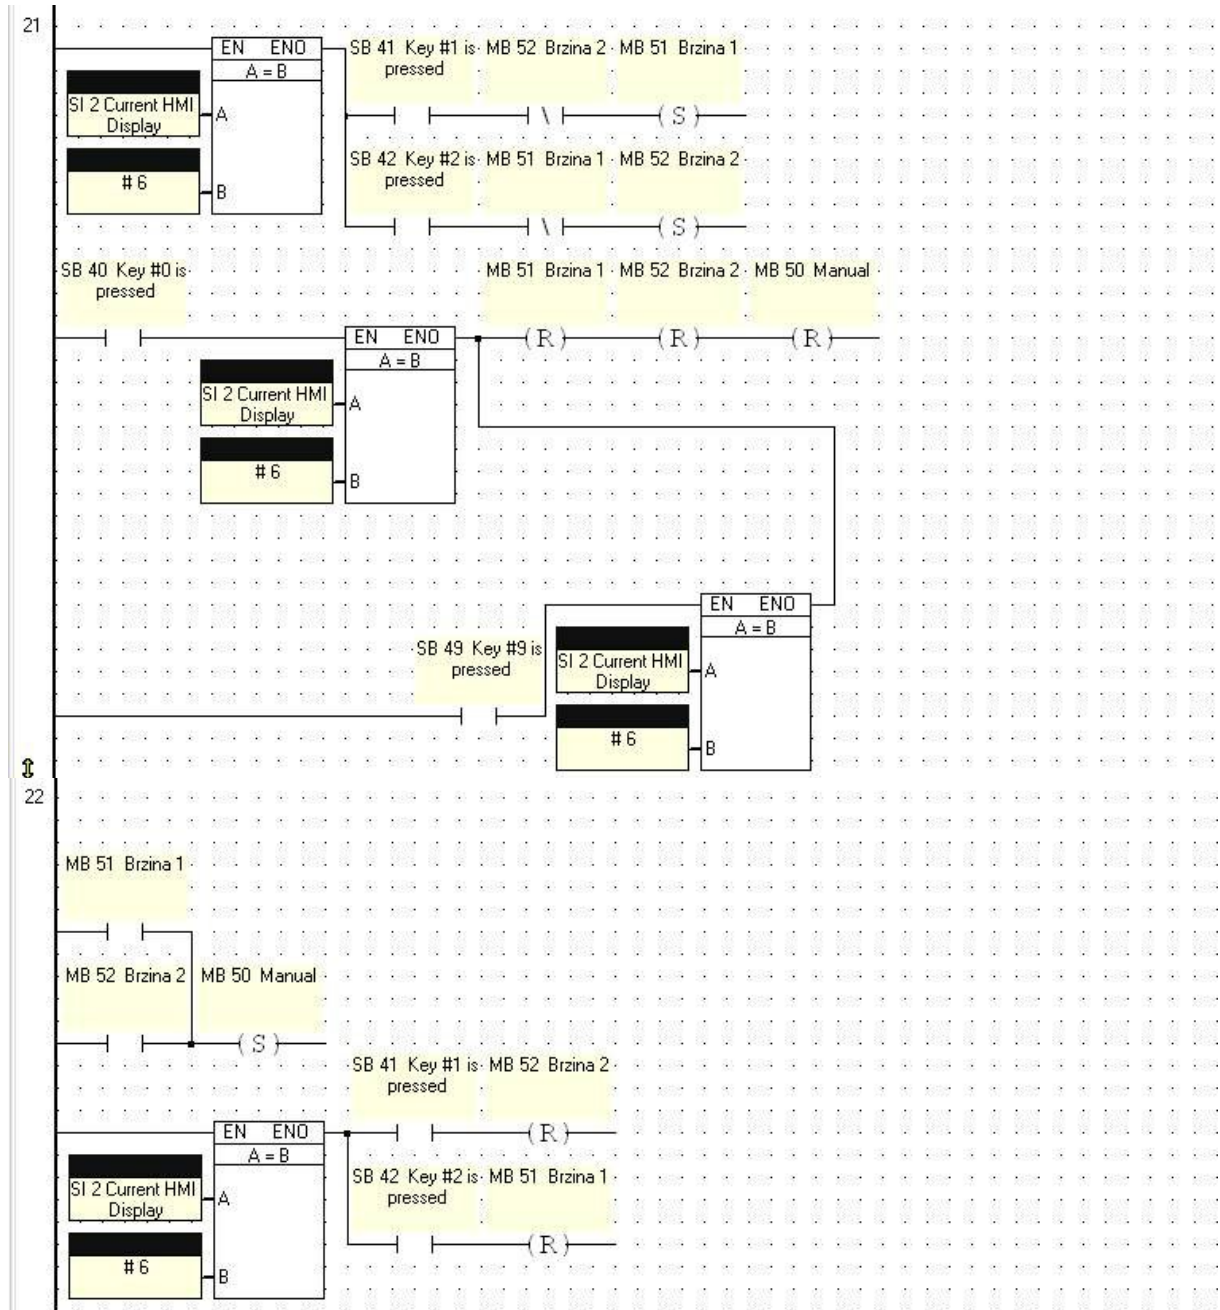 21
EN ENO
A = B
SI 2 Current HMI
Display
A
# 6
B
SB 41 Key #1 is
pressed
MB 52 Brzina 2
MB 51 Brzina 1
\
( S )
SB 42 Key #2 is
pressed
MB 51 Brzina 1
MB 52 Brzina 2
\
( S )
SB 40 Key #0 is
pressed
EN ENO
A = B
SI 2 Current HMI
Display
A
# 6
B
MB 51 Brzina 1
MB 52 Brzina 2
MB 50 Manual
( R )
( R )
( R )
SB 49 Key #9 is
pressed
EN ENO
A = B
SI 2 Current HMI
Display
A
# 6
B
22
MB 51 Brzina 1
MB 52 Brzina 2
MB 50 Manual
( S )
EN ENO
A = B
SI 2 Current HMI
Display
A
# 6
B
SB 41 Key #1 is
pressed
MB 52 Brzina 2
( R )
SB 42 Key #2 is
pressed
MB 51 Brzina 1
( R )